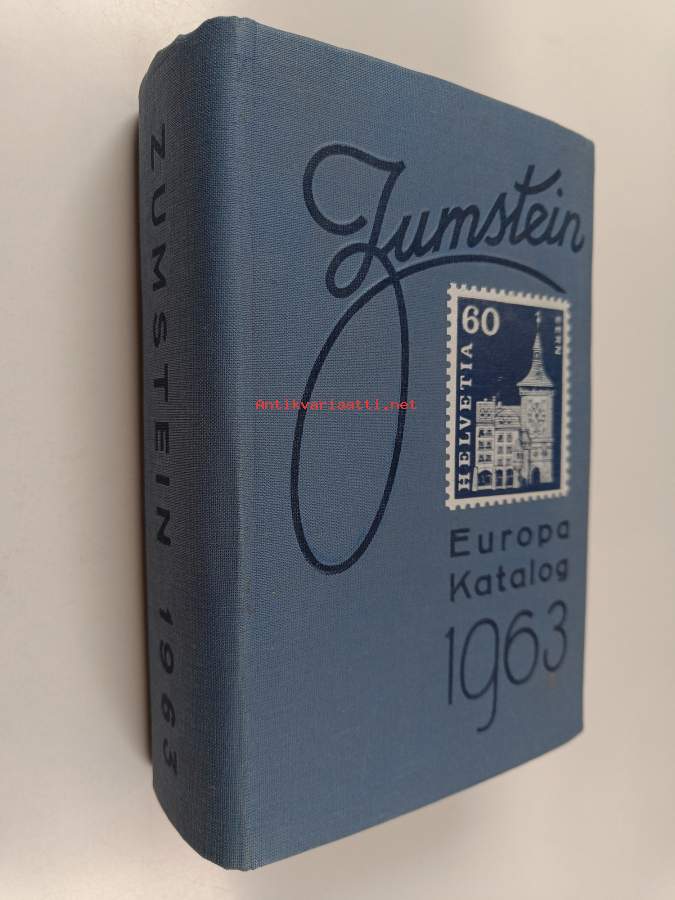 ZUMSTEIN 1963
Zumstein
60
HELVETIA
BERN
Europa
Katalog
1963
Antikvariaatti.net